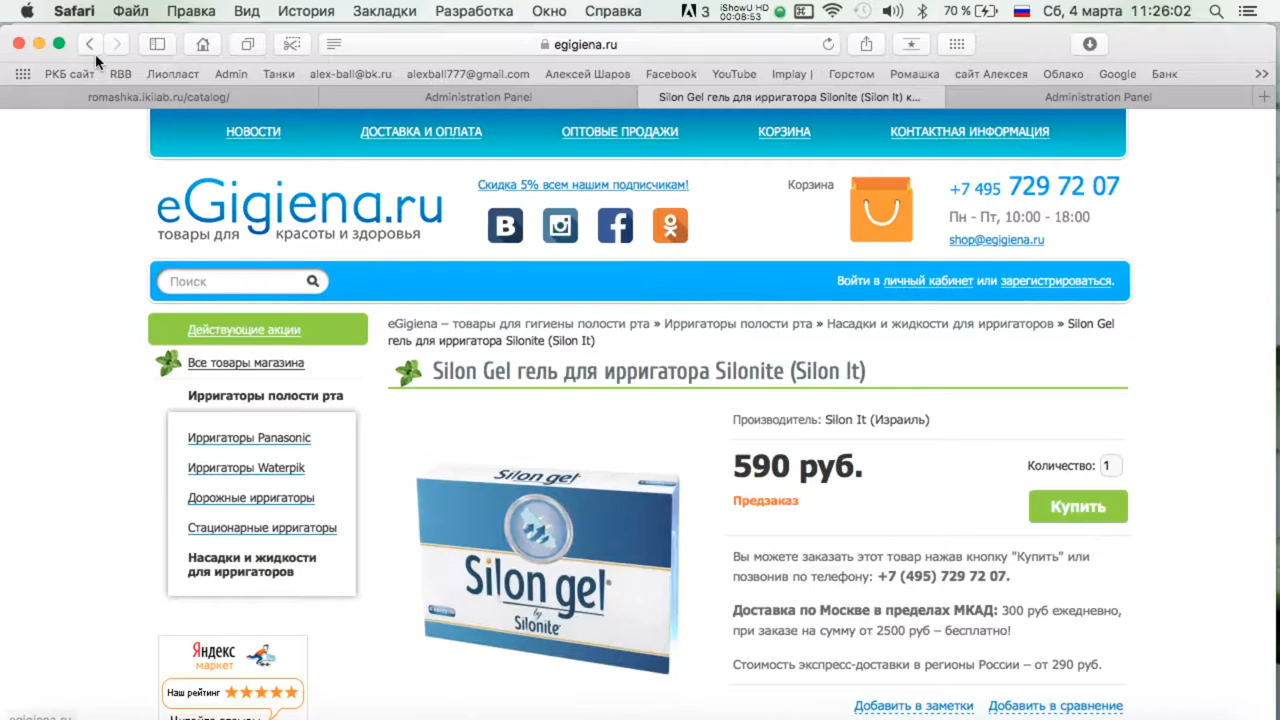 Safari Файл Правка Вид История Закладки Разработка Окно Справка 3 iShowU HD 00:08:53 70 % Сб, 4 марта 11:26:02
egigiena.ru
РКБ сайт RBB Лиопласт Admin Танки alex-ball@bk.ru alexball777@gmail.com Алексей Шаров Facebook YouTube Implay | Горстом Ромашка сайт Алексея Облако Google Банк
romashka.ikilab.ru/catalog/ Administration Panel Silon Gel гель для ирригатора Silonite (Silon It) к... Administration Panel
НОВОСТИ ДОСТАВКА И ОПЛАТА ОПТОВЫЕ ПРОДАЖИ КОРЗИНА КОНТАКТНАЯ ИНФОРМАЦИЯ
eGigiena.ru
товары для красоты и здоровья
Скидка 5% всем нашим подписчикам!
Корзина
+7 495 729 72 07
Пн - Пт, 10:00 - 18:00
shop@egigiena.ru
Поиск
Войти в личный кабинет или зарегистрироваться.
Действующие акции
Все товары магазина
Ирригаторы полости рта
Ирригаторы Panasonic
Ирригаторы Waterpik
Дорожные ирригаторы
Стационарные ирригаторы
Насадки и жидкости
для ирригаторов
Яндекс
маркет
Наш рейтинг
eGigiena – товары для гигиены полости рта » Ирригаторы полости рта » Насадки и жидкости для ирригаторов » Silon Gel
гель для ирригатора Silonite (Silon It)
Silon Gel гель для ирригатора Silonite (Silon It)
Silon gel
Silon gel
by
Silonite
Производитель: Silon It (Израиль)
590 руб.
Количество: 1
Предзаказ
Купить
Вы можете заказать этот товар нажав кнопку "Купить" или
позвонив по телефону: +7 (495) 729 72 07.
Доставка по Москве в пределах МКАД: 300 руб ежедневно,
при заказе на сумму от 2500 руб – бесплатно!
Стоимость экспресс-доставки в регионы России – от 290 руб.
Добавить в заметки Добавить в сравнение